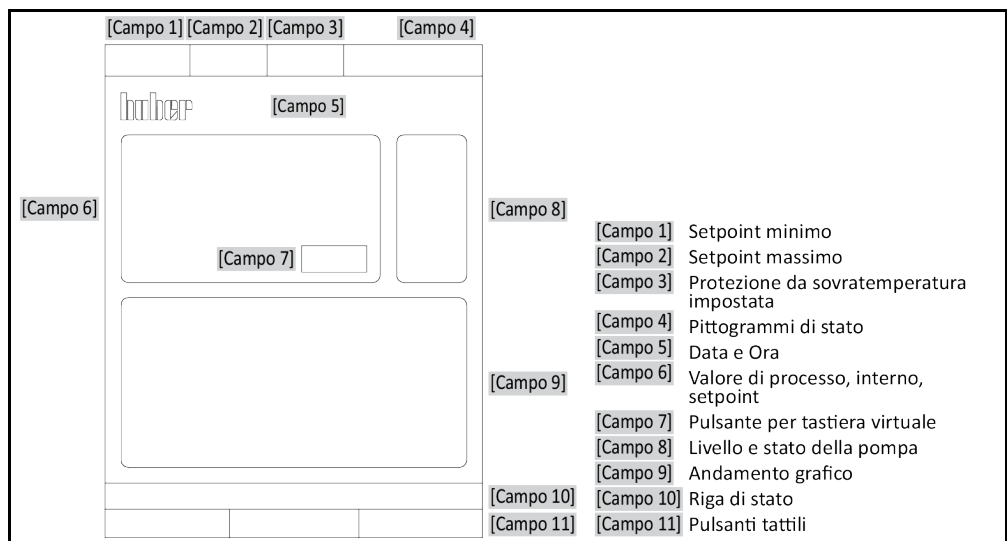 [Campo 1] [Campo 2] [Campo 3] [Campo 4]
huber
[Campo 5]
[Campo 6]
[Campo 7]
[Campo 8]
[Campo 9]
[Campo 10]
[Campo 11]
[Campo 1] Setpoint minimo
[Campo 2] Setpoint massimo
[Campo 3] Protezione da sovratemperatura
impostata
[Campo 4] Pittogrammi di stato
[Campo 5] Data e Ora
[Campo 6] Valore di processo, interno,
setpoint
[Campo 7] Pulsante per tastiera virtuale
[Campo 8] Livello e stato della pompa
[Campo 9] Andamento grafico
[Campo 10] Riga di stato
[Campo 11] Pulsanti tattili